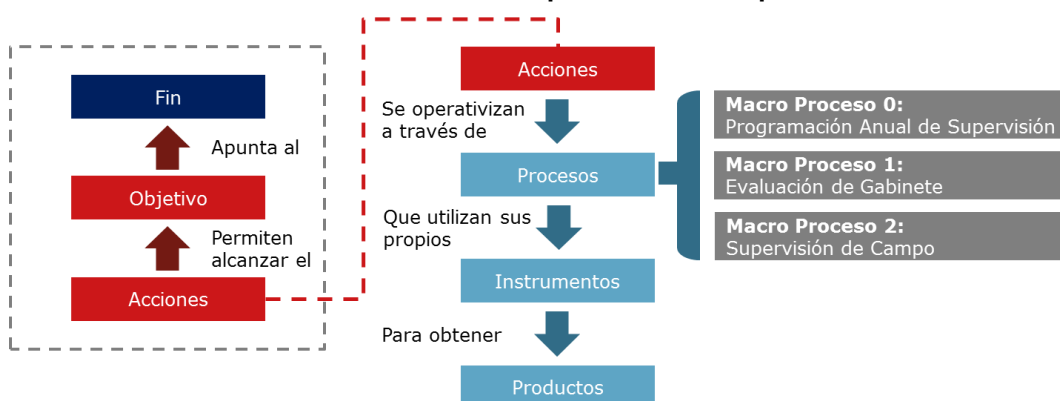 Fin
Apunta al
Objetivo
Permiten
alcanzar el
Acciones
Acciones
Se operativizan
a través de
Procesos
Que utilizan sus
propios
Instrumentos
Para obtener
Productos
Macro Proceso 0:
Programación Anual de Supervisión
Macro Proceso 1:
Evaluación de Gabinete
Macro Proceso 2:
Supervisión de Campo